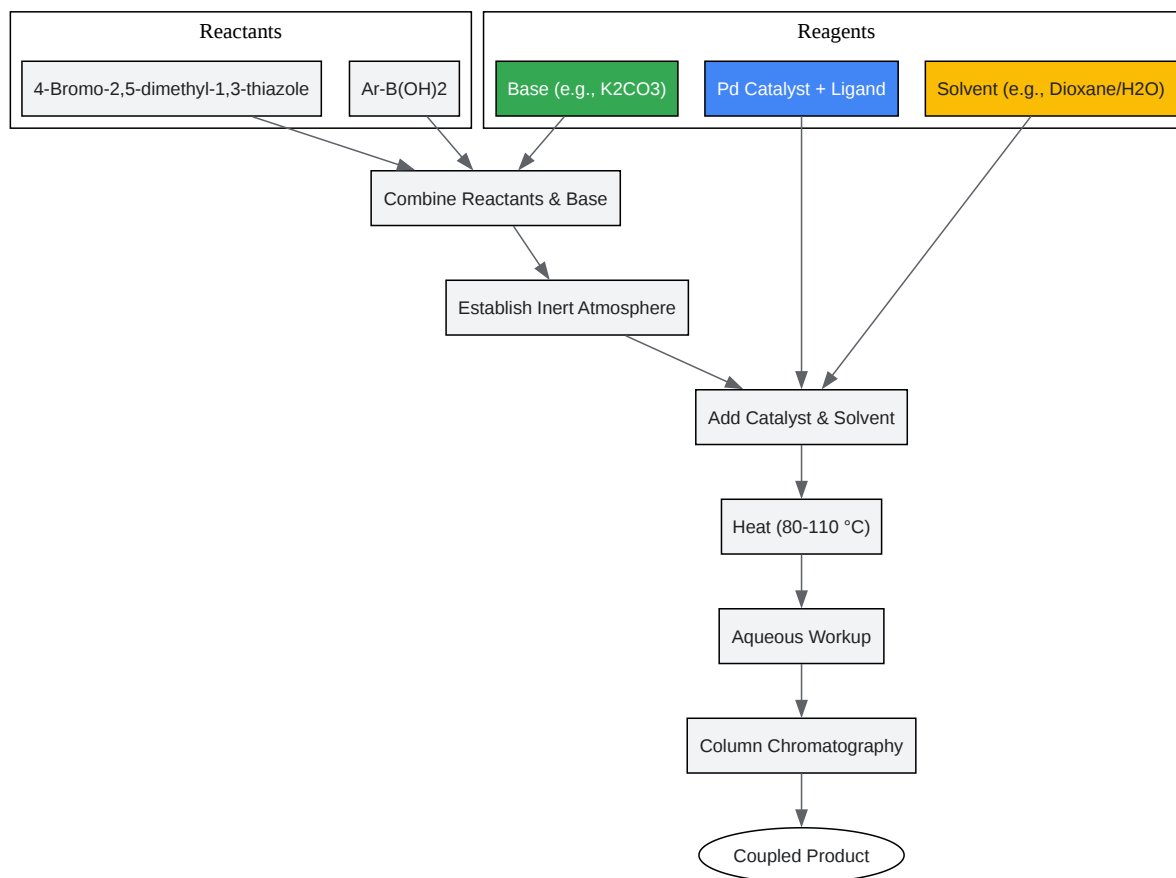 Reactants
Reagents
4-Bromo-2,5-dimethyl-1,3-thiazole
Ar-B(OH)2
Base (e.g., K2CO3)
Pd Catalyst + Ligand
Solvent (e.g., Dioxane/H2O)
Combine Reactants & Base
Establish Inert Atmosphere
Add Catalyst & Solvent
Heat (80-110 °C)
Aqueous Workup
Column Chromatography
Coupled Product